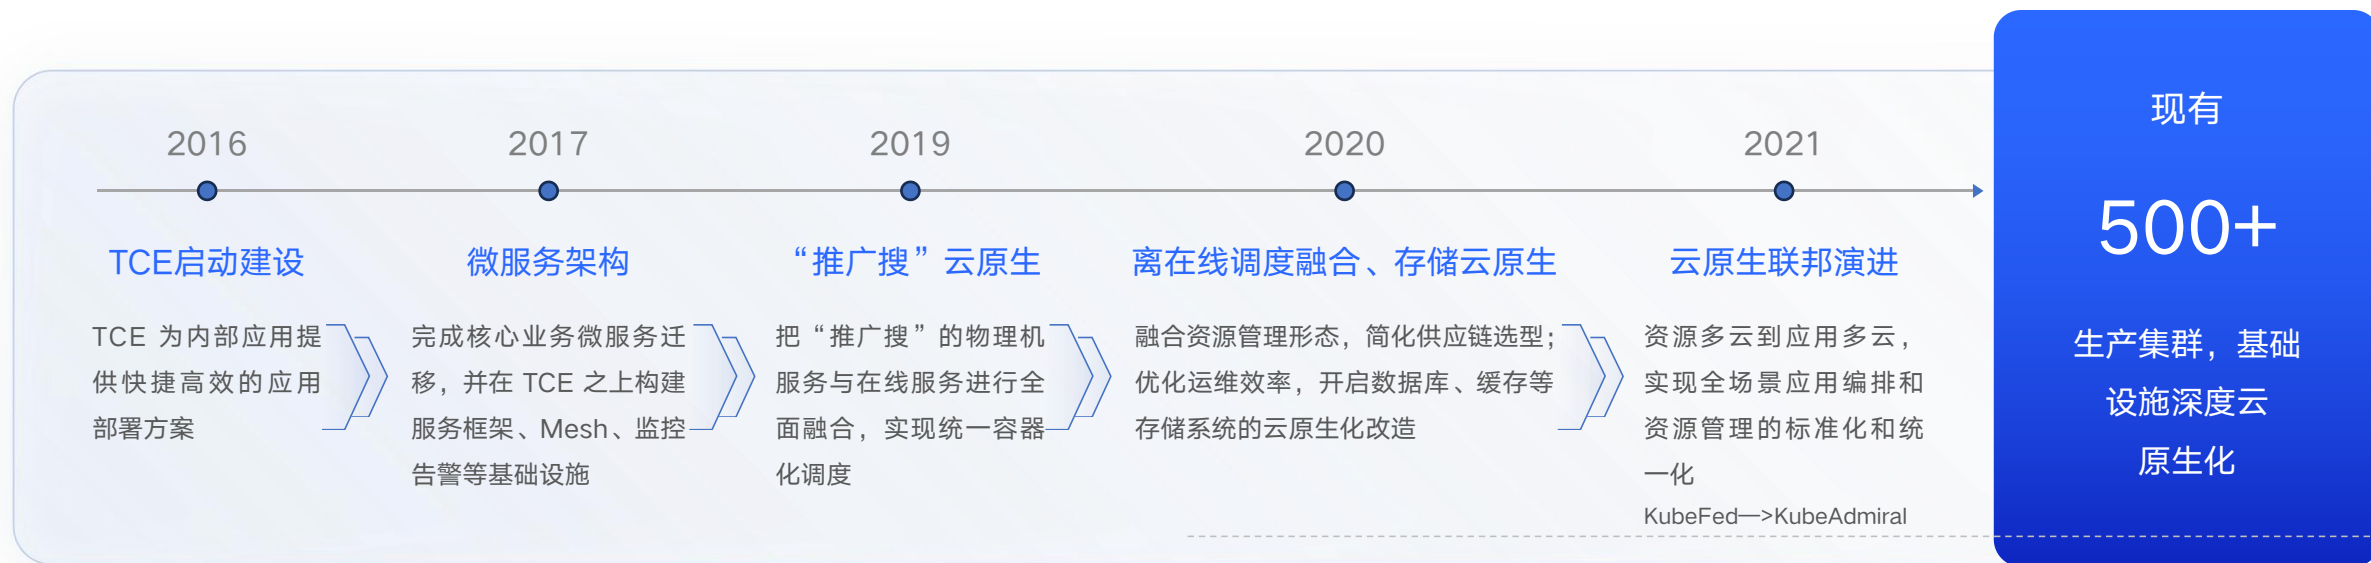 2016
TCE启动建设
TCE 为内部应用提
供快捷高效的应用
部署方案
2017
微服务架构
完成核心业务微服务迁
移，并在 TCE 之上构建
服务框架、Mesh、监控
告警等基础设施
2019
“推广搜”云原生
把“推广搜”的物理机
服务与在线服务进行全
面融合，实现统一容器
化调度
2020
离在线调度融合、存储云原生
融合资源管理形态，简化供应链选型；
优化运维效率，开启数据库、缓存等
存储系统的云原生化改造
2021
云原生联邦演进
资源多云到应用多云，
实现全场景应用编排和
资源管理的标准化和统
一化
KubeFed—>KubeAdmiral
现有
500+
生产集群，基础
设施深度云
原生化